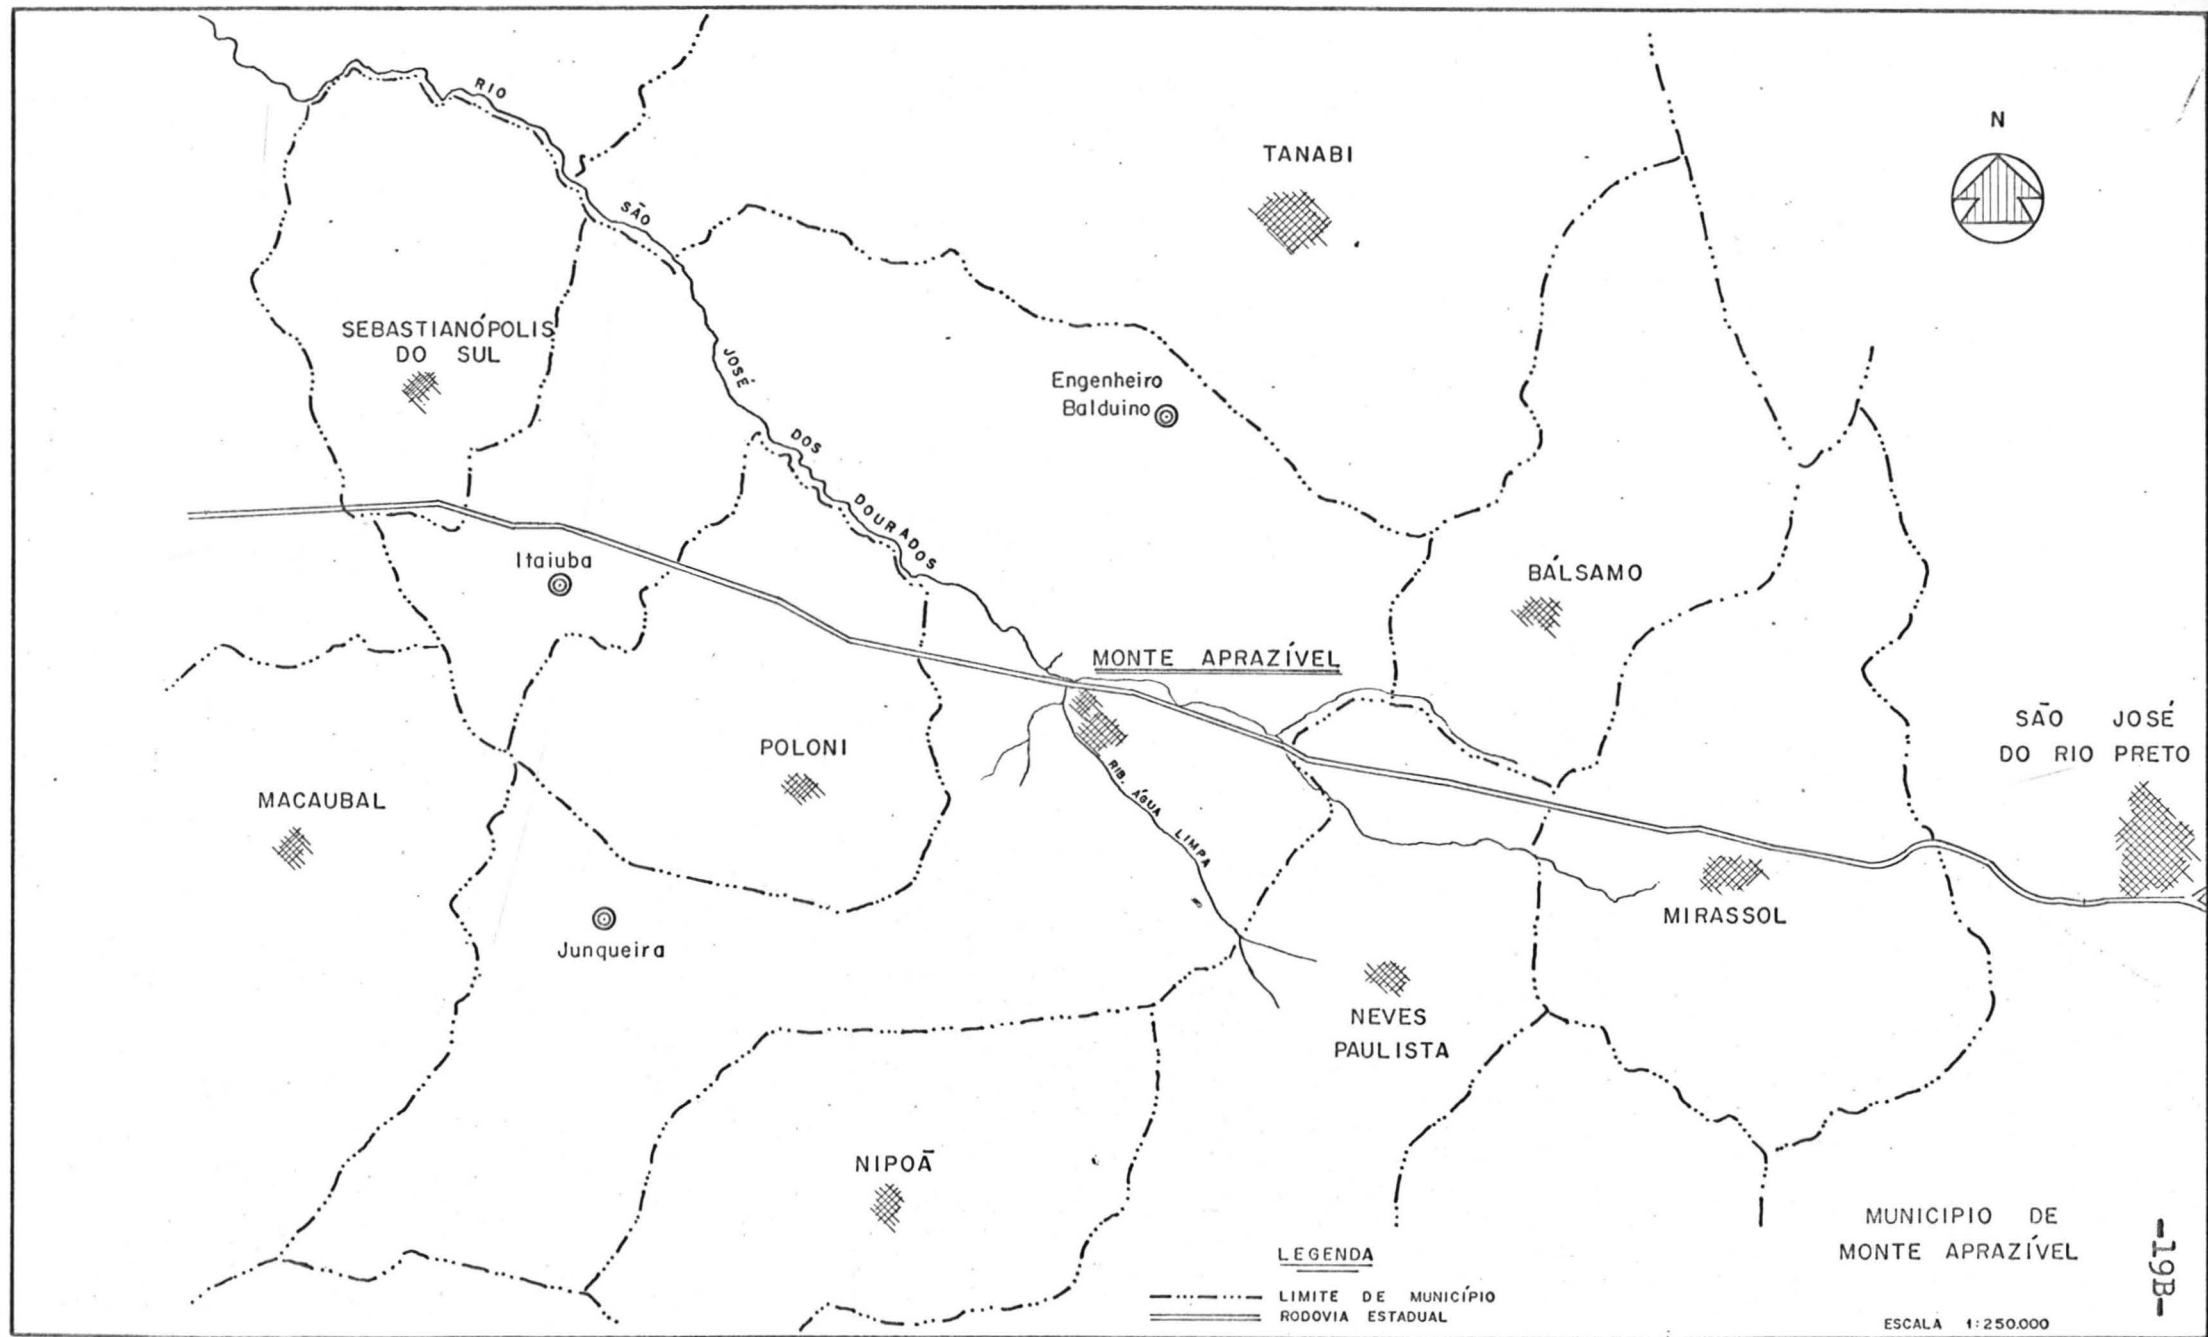 RIO SÃO JOSÉ DOS DOURADOS
TANABI
N
SEBASTIANÓPOLIS
DO SUL
Engenheiro
Balduino
Itaiuba
BÁLSAMO
MONTE APRAZÍVEL
SÃO JOSÉ
DO RIO PRETO
POLONI
MACAUBAL
RIB. ÁGUA LIMPA
MIRASSOL
Junqueira
NEVES
PAULISTA
NIPOÃ
LEGENDA
LIMITE DE MUNICÍPIO
RODOVIA ESTADUAL
MUNICIPIO DE
MONTE APRAZÍVEL
ESCALA 1:250.000
-19B-